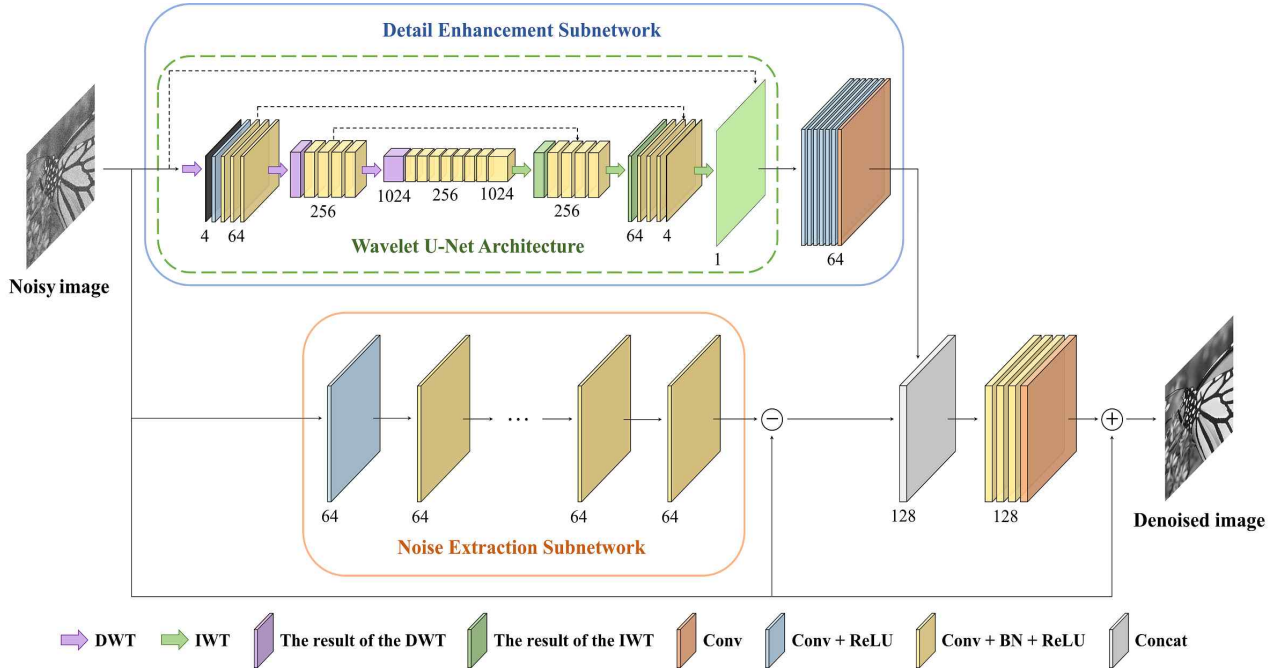 Detail Enhancement Subnetwork
4
64
256
1024
256
1024
256
64
4
1
64
Wavelet U-Net Architecture
Noisy image
64
64
...
64
64
−
128
128
+
Noise Extraction Subnetwork
Denoised image
DWT
IWT
The result of the DWT
The result of the IWT
Conv
Conv + ReLU
Conv + BN + ReLU
Concat